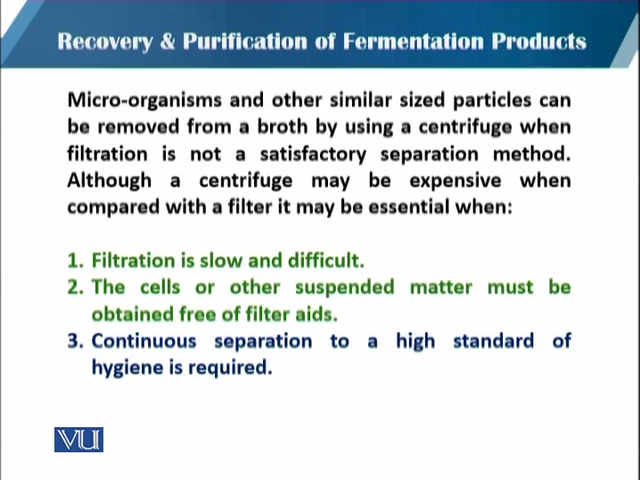 Recovery & Purification of Fermentation Products
Micro-organisms and other similar sized particles can
be removed from a broth by using a centrifuge when
filtration is not a satisfactory separation method.
Although a centrifuge may be expensive when
compared with a filter it may be essential when:
1. Filtration is slow and difficult.
2. The cells or other suspended matter must be
obtained free of filter aids.
3. Continuous separation to a high standard of
hygiene is required.
VU